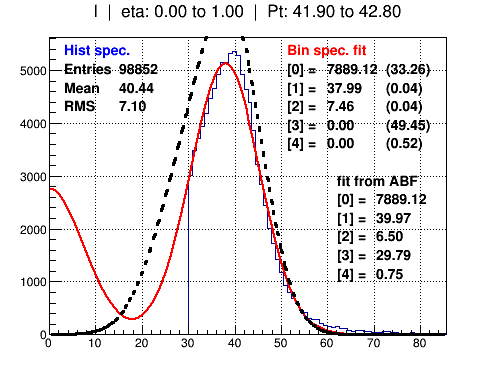 I | eta: 0.00 to 1.00 | Pt: 41.90 to 42.80
Hist spec.
Entries 98852
Mean 40.44
RMS 7.10
Bin spec. fit
[0] = 7889.12 (33.26)
[1] = 37.99 (0.04)
[2] = 7.46 (0.04)
[3] = 0.00 (49.45)
[4] = 0.00 (0.52)
fit from ABF
[0] = 7889.12
[1] = 39.97
[2] = 6.50
[3] = 29.79
[4] = 0.75
5000
4000
3000
2000
1000
0
0 10 20 30 40 50 60 70 80